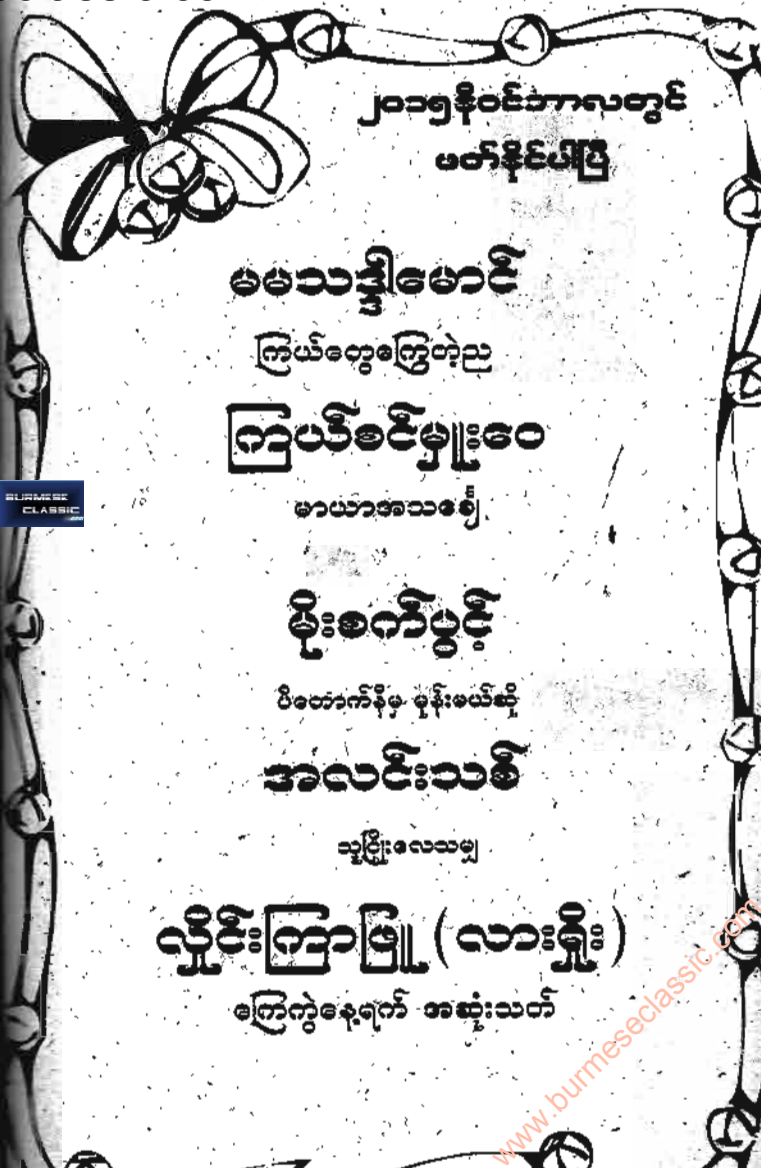 ၂၀၁၅ နိုဝင်ဘာလတွင်
ဖတ်နိုင်ပါပြီ
မမသဒ္ဒါမောင်
ကြယ်တွေကြွေတဲ့ည
ကြယ်စင်မှူးဝေ
မာယာအသချေၤ
BURMESE
CLASSIC
.com
မိုးစက်ပွင့်
ပိတောက်နိမှ မုန်းမယ်ဆို
အလင်းသစ်
သူငြိုးလေသမျှ
လှိုင်းကြာဖြူ (လားရှိုး)
ကြေကွဲနေ့ရက် အဆုံးသတ်
www.burmeseclassic.com